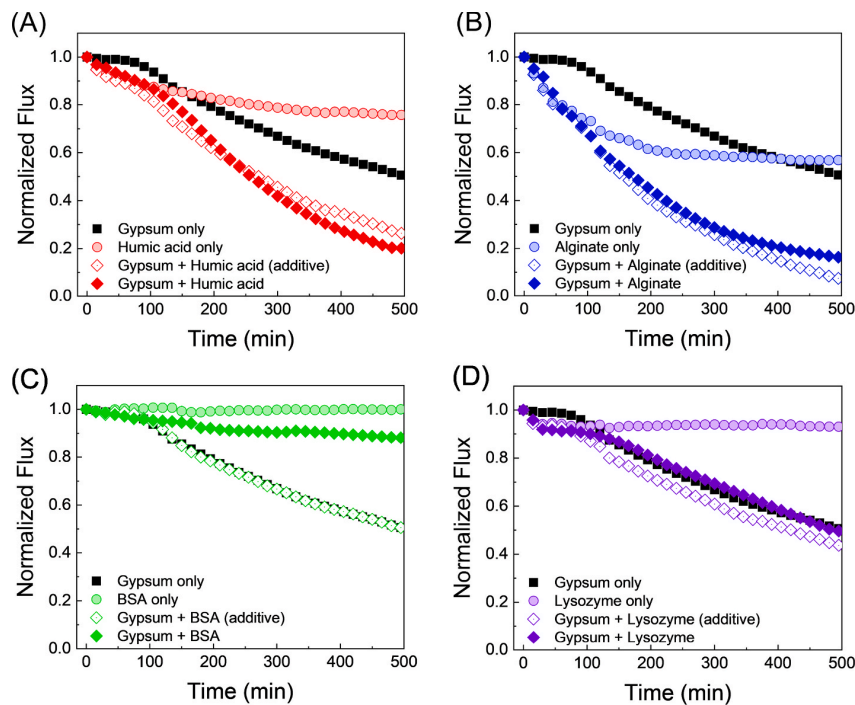 (A)
Normalized Flux
1.0
0.8
0.6
0.4
0.2
0.0
Gypsum only
Humic acid only
Gypsum + Humic acid (additive)
Gypsum + Humic acid
0 100 200 300 400 500
Time (min)
(B)
Normalized Flux
1.0
0.8
0.6
0.4
0.2
0.0
Gypsum only
Alginate only
Gypsum + Alginate (additive)
Gypsum + Alginate
0 100 200 300 400 500
Time (min)
(C)
Normalized Flux
1.0
0.8
0.6
0.4
0.2
0.0
Gypsum only
BSA only
Gypsum + BSA (additive)
Gypsum + BSA
0 100 200 300 400 500
Time (min)
(D)
Normalized Flux
1.0
0.8
0.6
0.4
0.2
0.0
Gypsum only
Lysozyme only
Gypsum + Lysozyme (additive)
Gypsum + Lysozyme
0 100 200 300 400 500
Time (min)